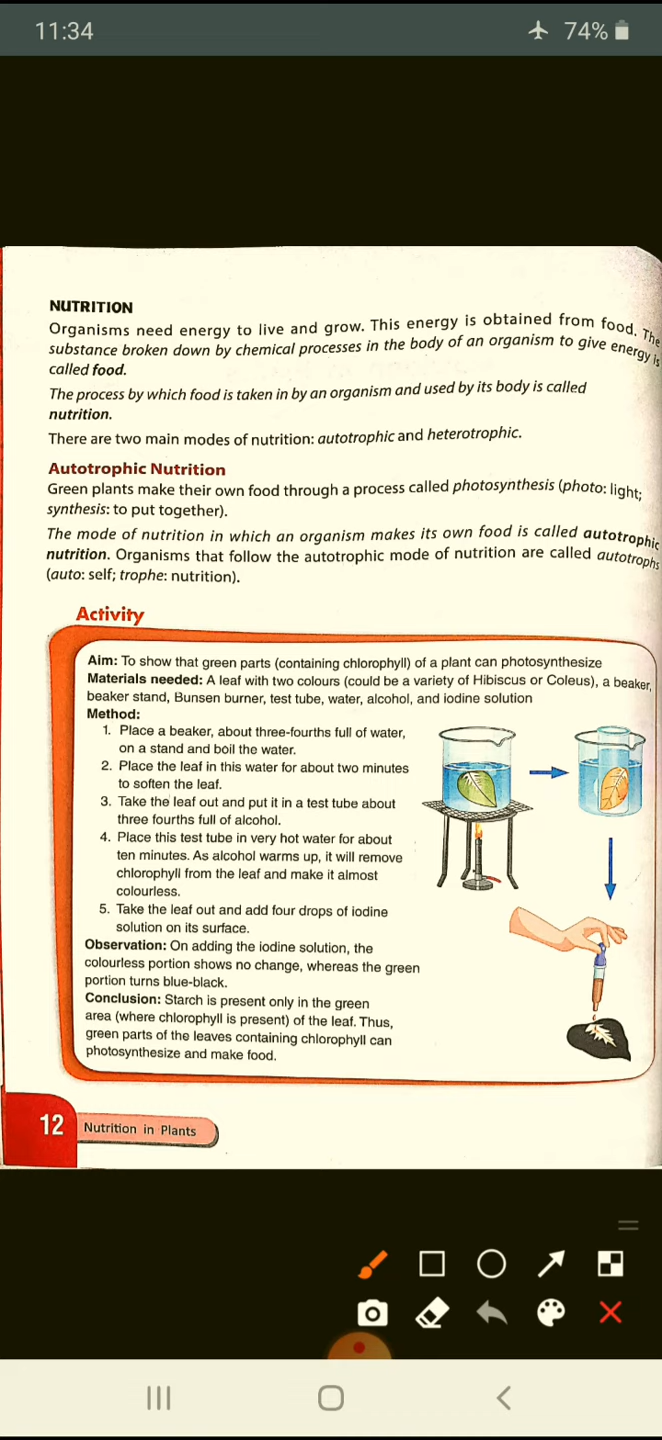 11:34
74%
NUTRITION
Organisms need energy to live and grow. This energy is obtained from food. The
substance broken down by chemical processes in the body of an organism to give energy is
called food.
The process by which food is taken in by an organism and used by its body is called
nutrition.
There are two main modes of nutrition: autotrophic and heterotrophic.
Autotrophic Nutrition
Green plants make their own food through a process called photosynthesis (photo: light;
synthesis: to put together).
The mode of nutrition in which an organism makes its own food is called autotrophic
nutrition. Organisms that follow the autotrophic mode of nutrition are called autotrophs
(auto: self; trophe: nutrition).
Activity
Aim: To show that green parts (containing chlorophyll) of a plant can photosynthesize
Materials needed: A leaf with two colours (could be a variety of Hibiscus or Coleus), a beaker,
beaker stand, Bunsen burner, test tube, water, alcohol, and iodine solution
Method:
1. Place a beaker, about three-fourths full of water,
on a stand and boil the water.
2. Place the leaf in this water for about two minutes
to soften the leaf.
3. Take the leaf out and put it in a test tube about
three fourths full of alcohol.
4. Place this test tube in very hot water for about
ten minutes. As alcohol warms up, it will remove
chlorophyll from the leaf and make it almost
colourless.
5. Take the leaf out and add four drops of iodine
solution on its surface.
Observation: On adding the iodine solution, the
colourless portion shows no change, whereas the green
portion turns blue-black.
Conclusion: Starch is present only in the green
area (where chlorophyll is present) of the leaf. Thus,
green parts of the leaves containing chlorophyll can
photosynthesize and make food.
12
Nutrition in Plants